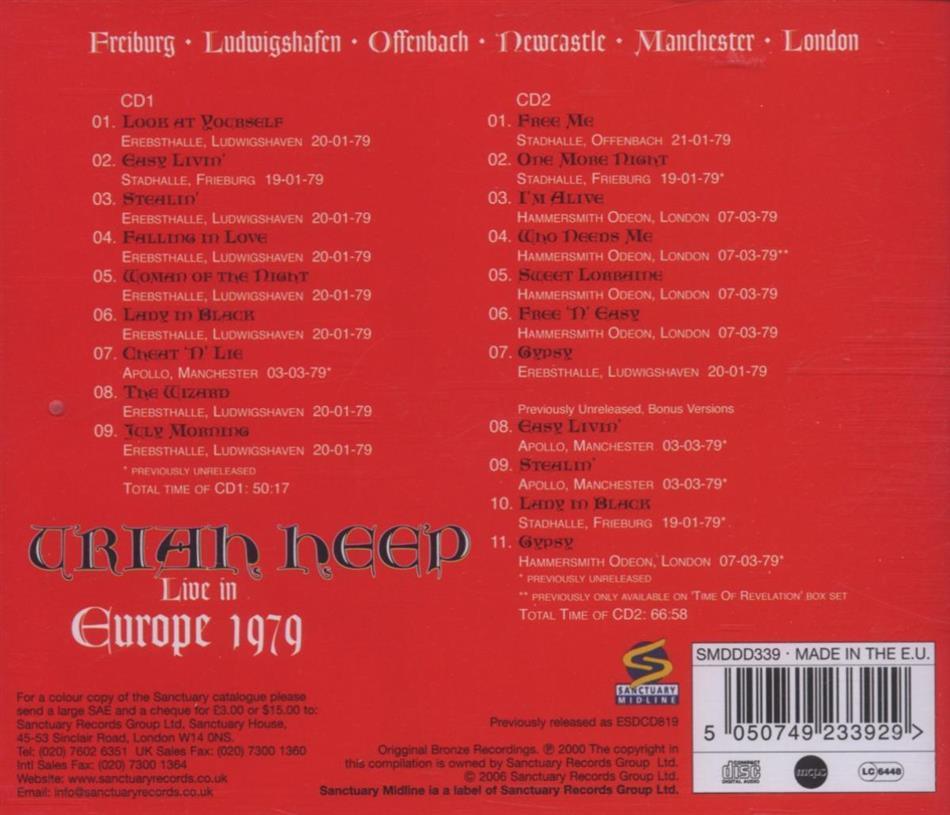 Freiburg · Ludwigshafen · Offenbach · Newcastle · Manchester · London
CD1
01. Look at Yourself
Erebsthalle, Ludwigshaven 20-01-79
02. Easy Livin'
Stadhalle, Frieburg 19-01-79
03. Stealin'
Erebsthalle, Ludwigshaven 20-01-79
04. Falling in Love
Erebsthalle, Ludwigshaven 20-01-79
05. Woman of the Night
Erebsthalle, Ludwigshaven 20-01-79
06. Lady in Black
Erebsthalle, Ludwigshaven 20-01-79
07. Cheat 'N' Lie
Apollo, Manchester 03-03-79*
08. The Wizard
Erebsthalle, Ludwigshaven 20-01-79
09. July Morning
Erebsthalle, Ludwigshaven 20-01-79
* previously unreleased
Total time of CD1: 50:17
CD2
01. Free Me
Stadhalle, Offenbach 21-01-79
02. One More Night
Stadhalle, Frieburg 19-01-79*
03. I'm Alive
Hammersmith Odeon, London 07-03-79
04. Who Needs Me
Hammersmith Odeon, London 07-03-79**
05. Sweet Lorraine
Hammersmith Odeon, London 07-03-79
06. Free 'N' Easy
Hammersmith Odeon, London 07-03-79
07. Gypsy
Erebsthalle, Ludwigshaven 20-01-79
Previously Unreleased, Bonus Versions
08. Easy Livin'
Apollo, Manchester 03-03-79*
09. Stealin'
Apollo, Manchester 03-03-79*
10. Lady in Black
Stadhalle, Frieburg 19-01-79*
11. Gypsy
Hammersmith Odeon, London 07-03-79*
* previously unreleased
** previously only available on 'Time Of Revelation' box set
Total Time of CD2: 66:58
URIAH HEEP
Live in
Europe 1979
For a colour copy of the Sanctuary catalogue please
send a large SAE and a cheque for £3.00 or $15.00 to:
Sanctuary Records Group Ltd, Sanctuary House,
45-53 Sinclair Road, London W14 0NS.
Tel: (020) 7602 6351 UK Sales Fax: (020) 7300 1360
Intl Sales Fax: (020) 7300 1364
Website: www.sanctuaryrecords.co.uk
Email: info@sanctuaryrecords.co.uk
SANCTUARY
MIDLINE
Previously released as ESDCD819
Origginal Bronze Recordings. ℗ 2000 The copyright in
this compilation is owned by Sanctuary Records Group Ltd.
© 2006 Sanctuary Records Group Ltd.
Sanctuary Midline is a label of Sanctuary Records Group Ltd.
SMDDD339 · MADE IN THE E.U.
5 050749 233929 >
COMPACT
disc
DIGITAL AUDIO
mcps
LC 6448